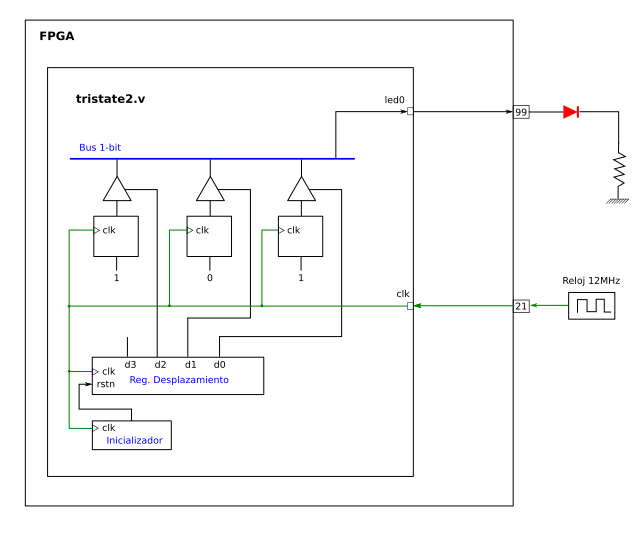 FPGA
tristate2.v
led0
99
Bus 1-bit
clk
clk
clk
1
0
1
Reloj 12MHz
clk
21
d3
d2
d1
d0
clk
Reg. Desplazamiento
rstn
clk
Inicializador